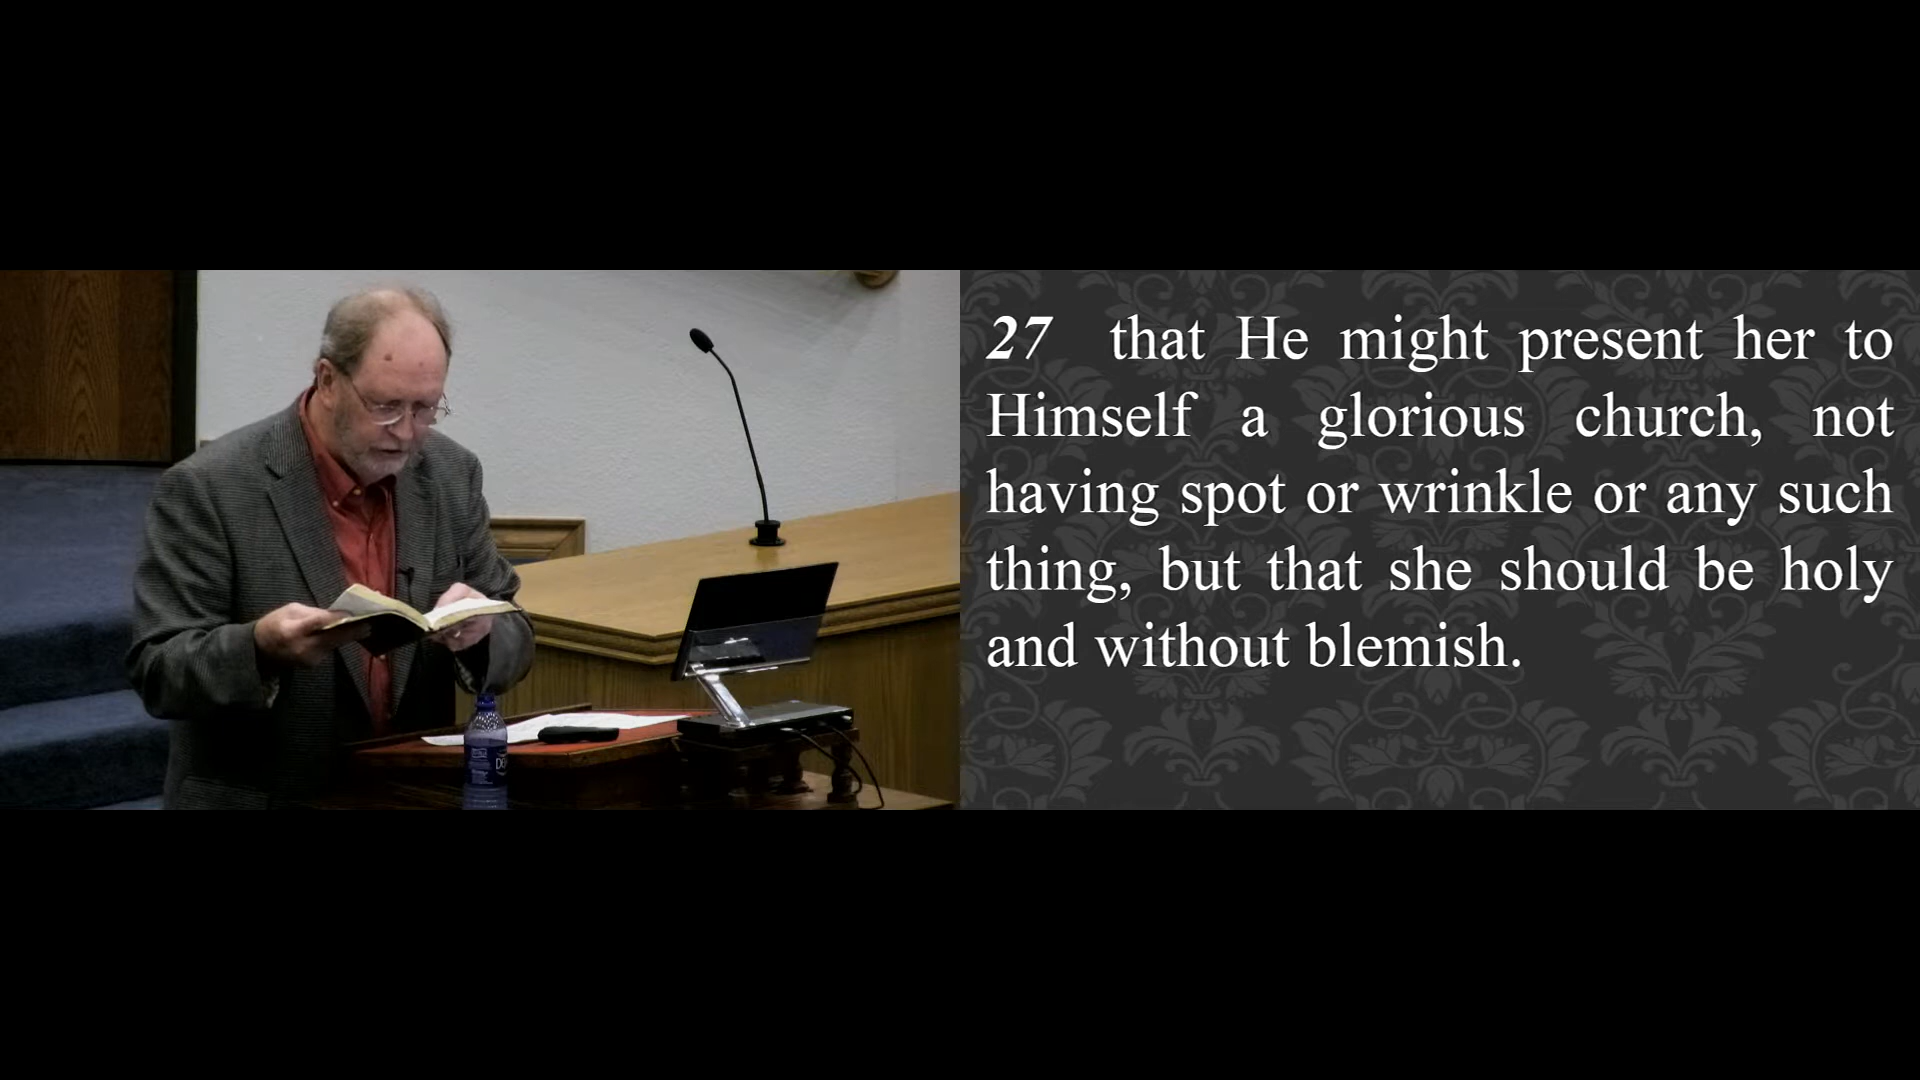 27 that He might present her to
Himself a glorious church, not
having spot or wrinkle or any such
thing, but that she should be holy
and without blemish.